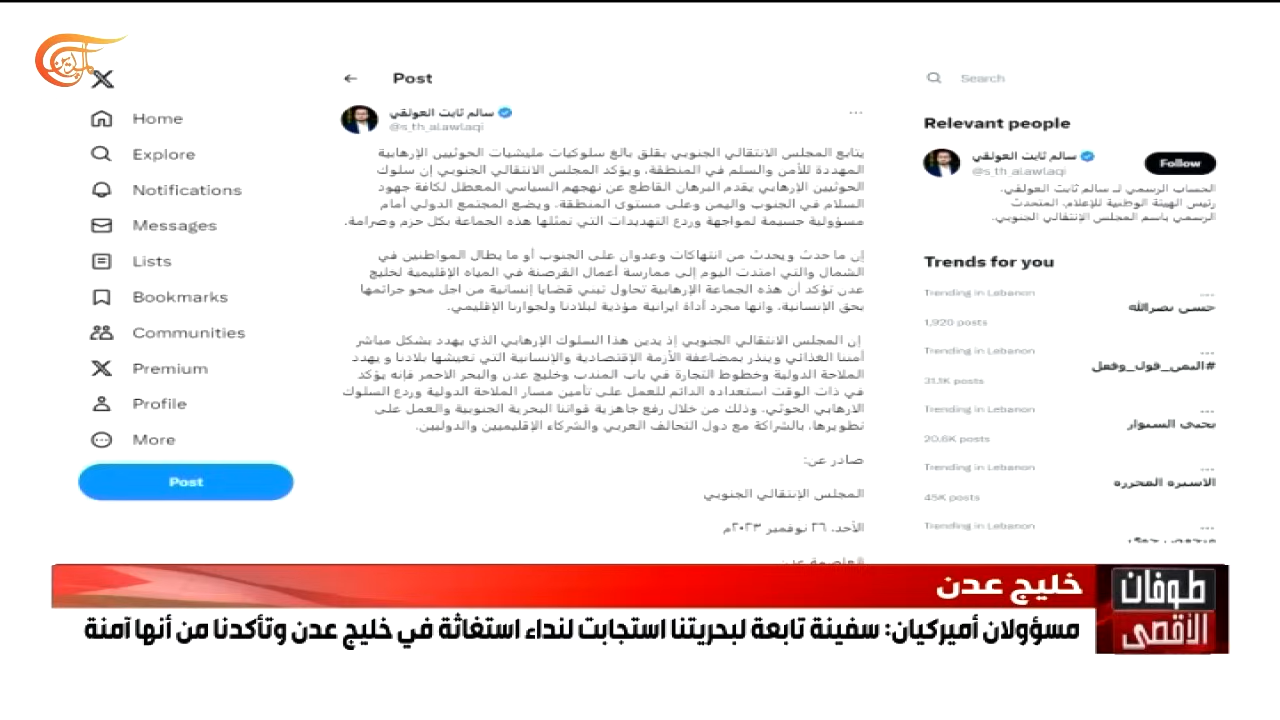 الميادين
X
Home
Explore
Notifications
Messages
Lists
Bookmarks
Communities
Premium
Profile
More
Post
← Post
سالم ثابت العولقي
@s_th_alawlaqi
يتابع المجلس الانتقالي الجنوبي بقلق بالغ سلوكيات مليشيات الحوثيين الإرهابية
المهددة للأمن والسلم في المنطقة، ويؤكد المجلس الانتقالي الجنوبي إن سلوك
الحوثيين الإرهابي يقدم البرهان القاطع عن نهجهم السياسي المعطل لكافة جهود
السلام في الجنوب واليمن وعلى مستوى المنطقة، ويضع المجتمع الدولي أمام
مسؤولية جسيمة لمواجهة وردع التهديدات التي تمثلها هذه الجماعة بكل حزم وصرامة.
إن ما حدث ويحدث من انتهاكات وعدوان على الجنوب أو ما يطال المواطنين في
الشمال والتي امتدت اليوم إلى ممارسة أعمال القرصنة في المياه الإقليمية لخليج
عدن تؤكد أن هذه الجماعة الإرهابية تحاول تبني قضايا إنسانية من اجل محو جرائمها
بحق الإنسانية، وانها مجرد أداة ايرانية مؤذية لبلادنا ولجوارنا الإقليمي.
إن المجلس الانتقالي الجنوبي إذ يدين هذا السلوك الإرهابي الذي يهدد بشكل مباشر
أمننا الغذائي وينذر بمضاعفة الأزمة الإقتصادية والإنسانية التي تعيشها بلادنا و يهدد
الملاحة الدولية وخطوط التجارة في باب المندب وخليج عدن والبحر الاحمر فإنه يؤكد
في ذات الوقت استعداده الدائم للعمل على تأمين مسار الملاحة الدولية وردع السلوك
الارهابي الحوثي، وذلك من خلال رفع جاهزية قواتنا البحرية الجنوبية والعمل على
تطويرها، بالشراكة مع دول التحالف العربي والشركاء الإقليميين والدوليين.
صادر عن:
المجلس الإنتقالي الجنوبي
الأحد، ٢٦ نوفمبر ٢٠٢٣م
العاصمة عدن
Search
Relevant people
سالم ثابت العولقي
@s_th_alawlaqi
Follow
الحساب الرسمي لـ سالم ثابت العولقي،
رئيس الهيئة الوطنية للإعلام، المتحدث
الرسمي باسم المجلس الإنتقالي الجنوبي.
Trends for you
Trending in Lebanon
حسن نصرالله
1,920 posts
Trending in Lebanon
#اليمن_قول_وفعل
31.1K posts
Trending in Lebanon
يحيى السنوار
20.6K posts
Trending in Lebanon
الاسيره المحرره
45K posts
Trending in Lebanon
طوفان
الأقصى
خليج عدن
مسؤولان أميركيان: سفينة تابعة لبحريتنا استجابت لنداء استغاثة في خليج عدن وتأكدنا من أنها آمنة